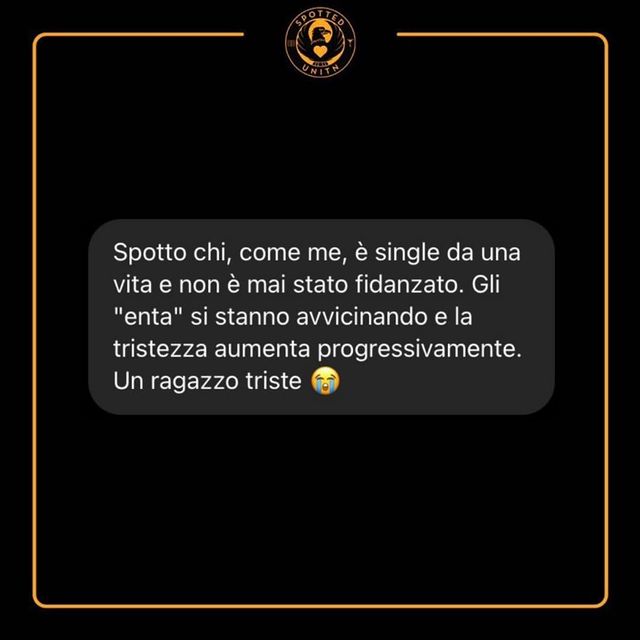 SPOTTED
UNITN
Spotto chi, come me, è single da una
vita e non è mai stato fidanzato. Gli
"enta" si stanno avvicinando e la
tristezza aumenta progressivamente.
Un ragazzo triste 😭